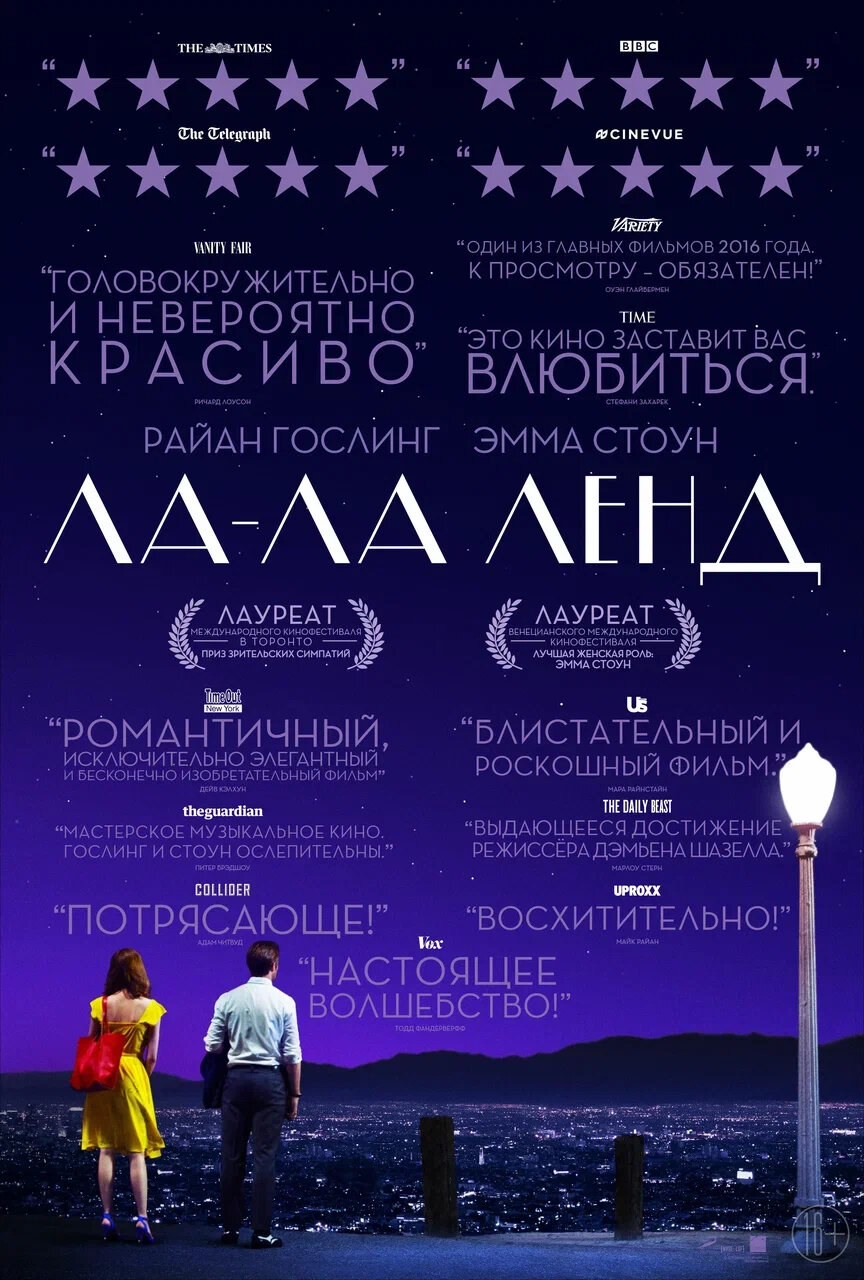 THE TIMES
“★★★★★”
BBC
“★★★★★”
The Telegraph
“★★★★★”
CINEVUE
“★★★★★”
VANITY FAIR
“ГОЛОВОКРУЖИТЕЛЬНО
И НЕВЕРОЯТНО
КРАСИВО”
РИЧАРД ЛОУСОН
VARIETY
“ОДИН ИЗ ГЛАВНЫХ ФИЛЬМОВ 2016 ГОДА.
К ПРОСМОТРУ – ОБЯЗАТЕЛЕН!”
ОУЭН ГЛАЙБЕРМЕН
TIME
“ЭТО КИНО ЗАСТАВИТ ВАС
ВЛЮБИТЬСЯ.”
СТЕФАНИ ЗАХАРЕК
РАЙАН ГОСЛИНГ ЭММА СТОУН
ЛА-ЛА ЛЕНД
ЛАУРЕАТ
МЕЖДУНАРОДНОГО КИНОФЕСТИВАЛЯ
В ТОРОНТО
ПРИЗ ЗРИТЕЛЬСКИХ СИМПАТИЙ
ЛАУРЕАТ
ВЕНЕЦИАНСКОГО МЕЖДУНАРОДНОГО
КИНОФЕСТИВАЛЯ
ЛУЧШАЯ ЖЕНСКАЯ РОЛЬ:
ЭММА СТОУН
TimeOut
New York
“РОМАНТИЧНЫЙ,
ИСКЛЮЧИТЕЛЬНО ЭЛЕГАНТНЫЙ
И БЕСКОНЕЧНО ИЗОБРЕТАТЕЛЬНЫЙ ФИЛЬМ”
ДЕЙВ КЭЛХУН
Us
“БЛИСТАТЕЛЬНЫЙ И
РОСКОШНЫЙ ФИЛЬМ.”
МАРА РАЙНСТАЙН
theguardian
“МАСТЕРСКОЕ МУЗЫКАЛЬНОЕ КИНО.
ГОСЛИНГ И СТОУН ОСЛЕПИТЕЛЬНЫ.”
ПИТЕР БРЭДШОУ
THE DAILY BEAST
“ВЫДАЮЩЕЕСЯ ДОСТИЖЕНИЕ
РЕЖИССЁРА ДЭМЬЕНА ШАЗЕЛЛА.”
МАРЛОУ СТЕРН
COLLIDER
“ПОТРЯСАЮЩЕ!”
АДАМ ЧИТВУД
UPROXX
“ВОСХИТИТЕЛЬНО!”
МАЙК РАЙАН
Vox
“НАСТОЯЩЕЕ
ВОЛШЕБСТВО!”
ТОДД ФАНДЕРВЕРФФ
16+